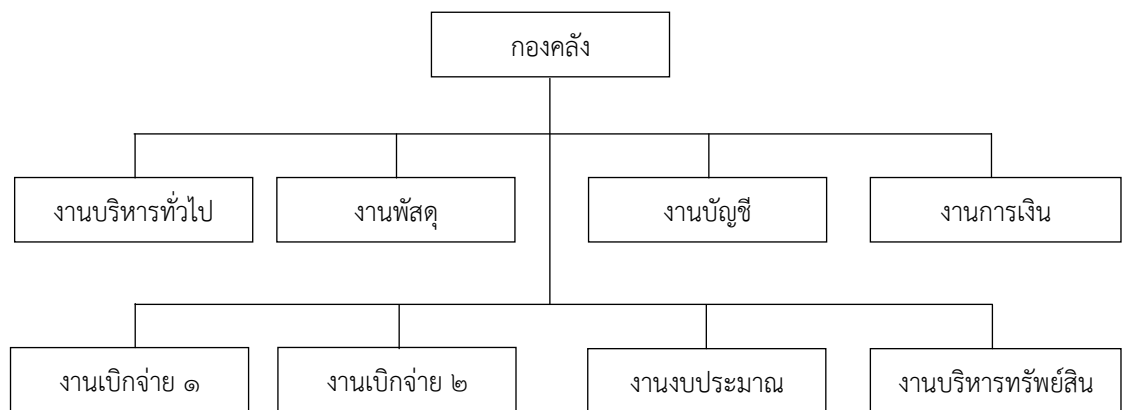 กองคลัง
งานบริหารทั่วไป
งานพัสดุ
งานบัญชี
งานการเงิน
งานเบิกจ่าย ๑
งานเบิกจ่าย ๒
งานงบประมาณ
งานบริหารทรัพย์สิน